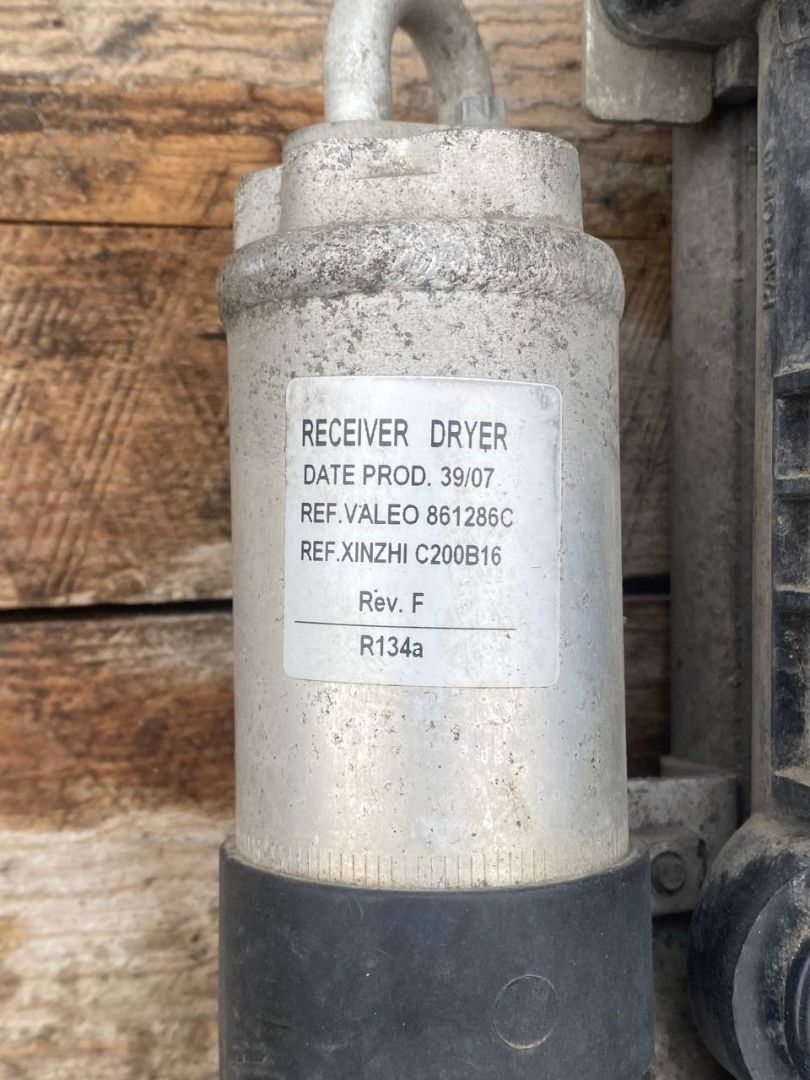 RECEIVER DRYER
DATE PROD. 39/07
REF.VALEO 861286C
REF.XINZHI C200B16
Rev. F
R134a